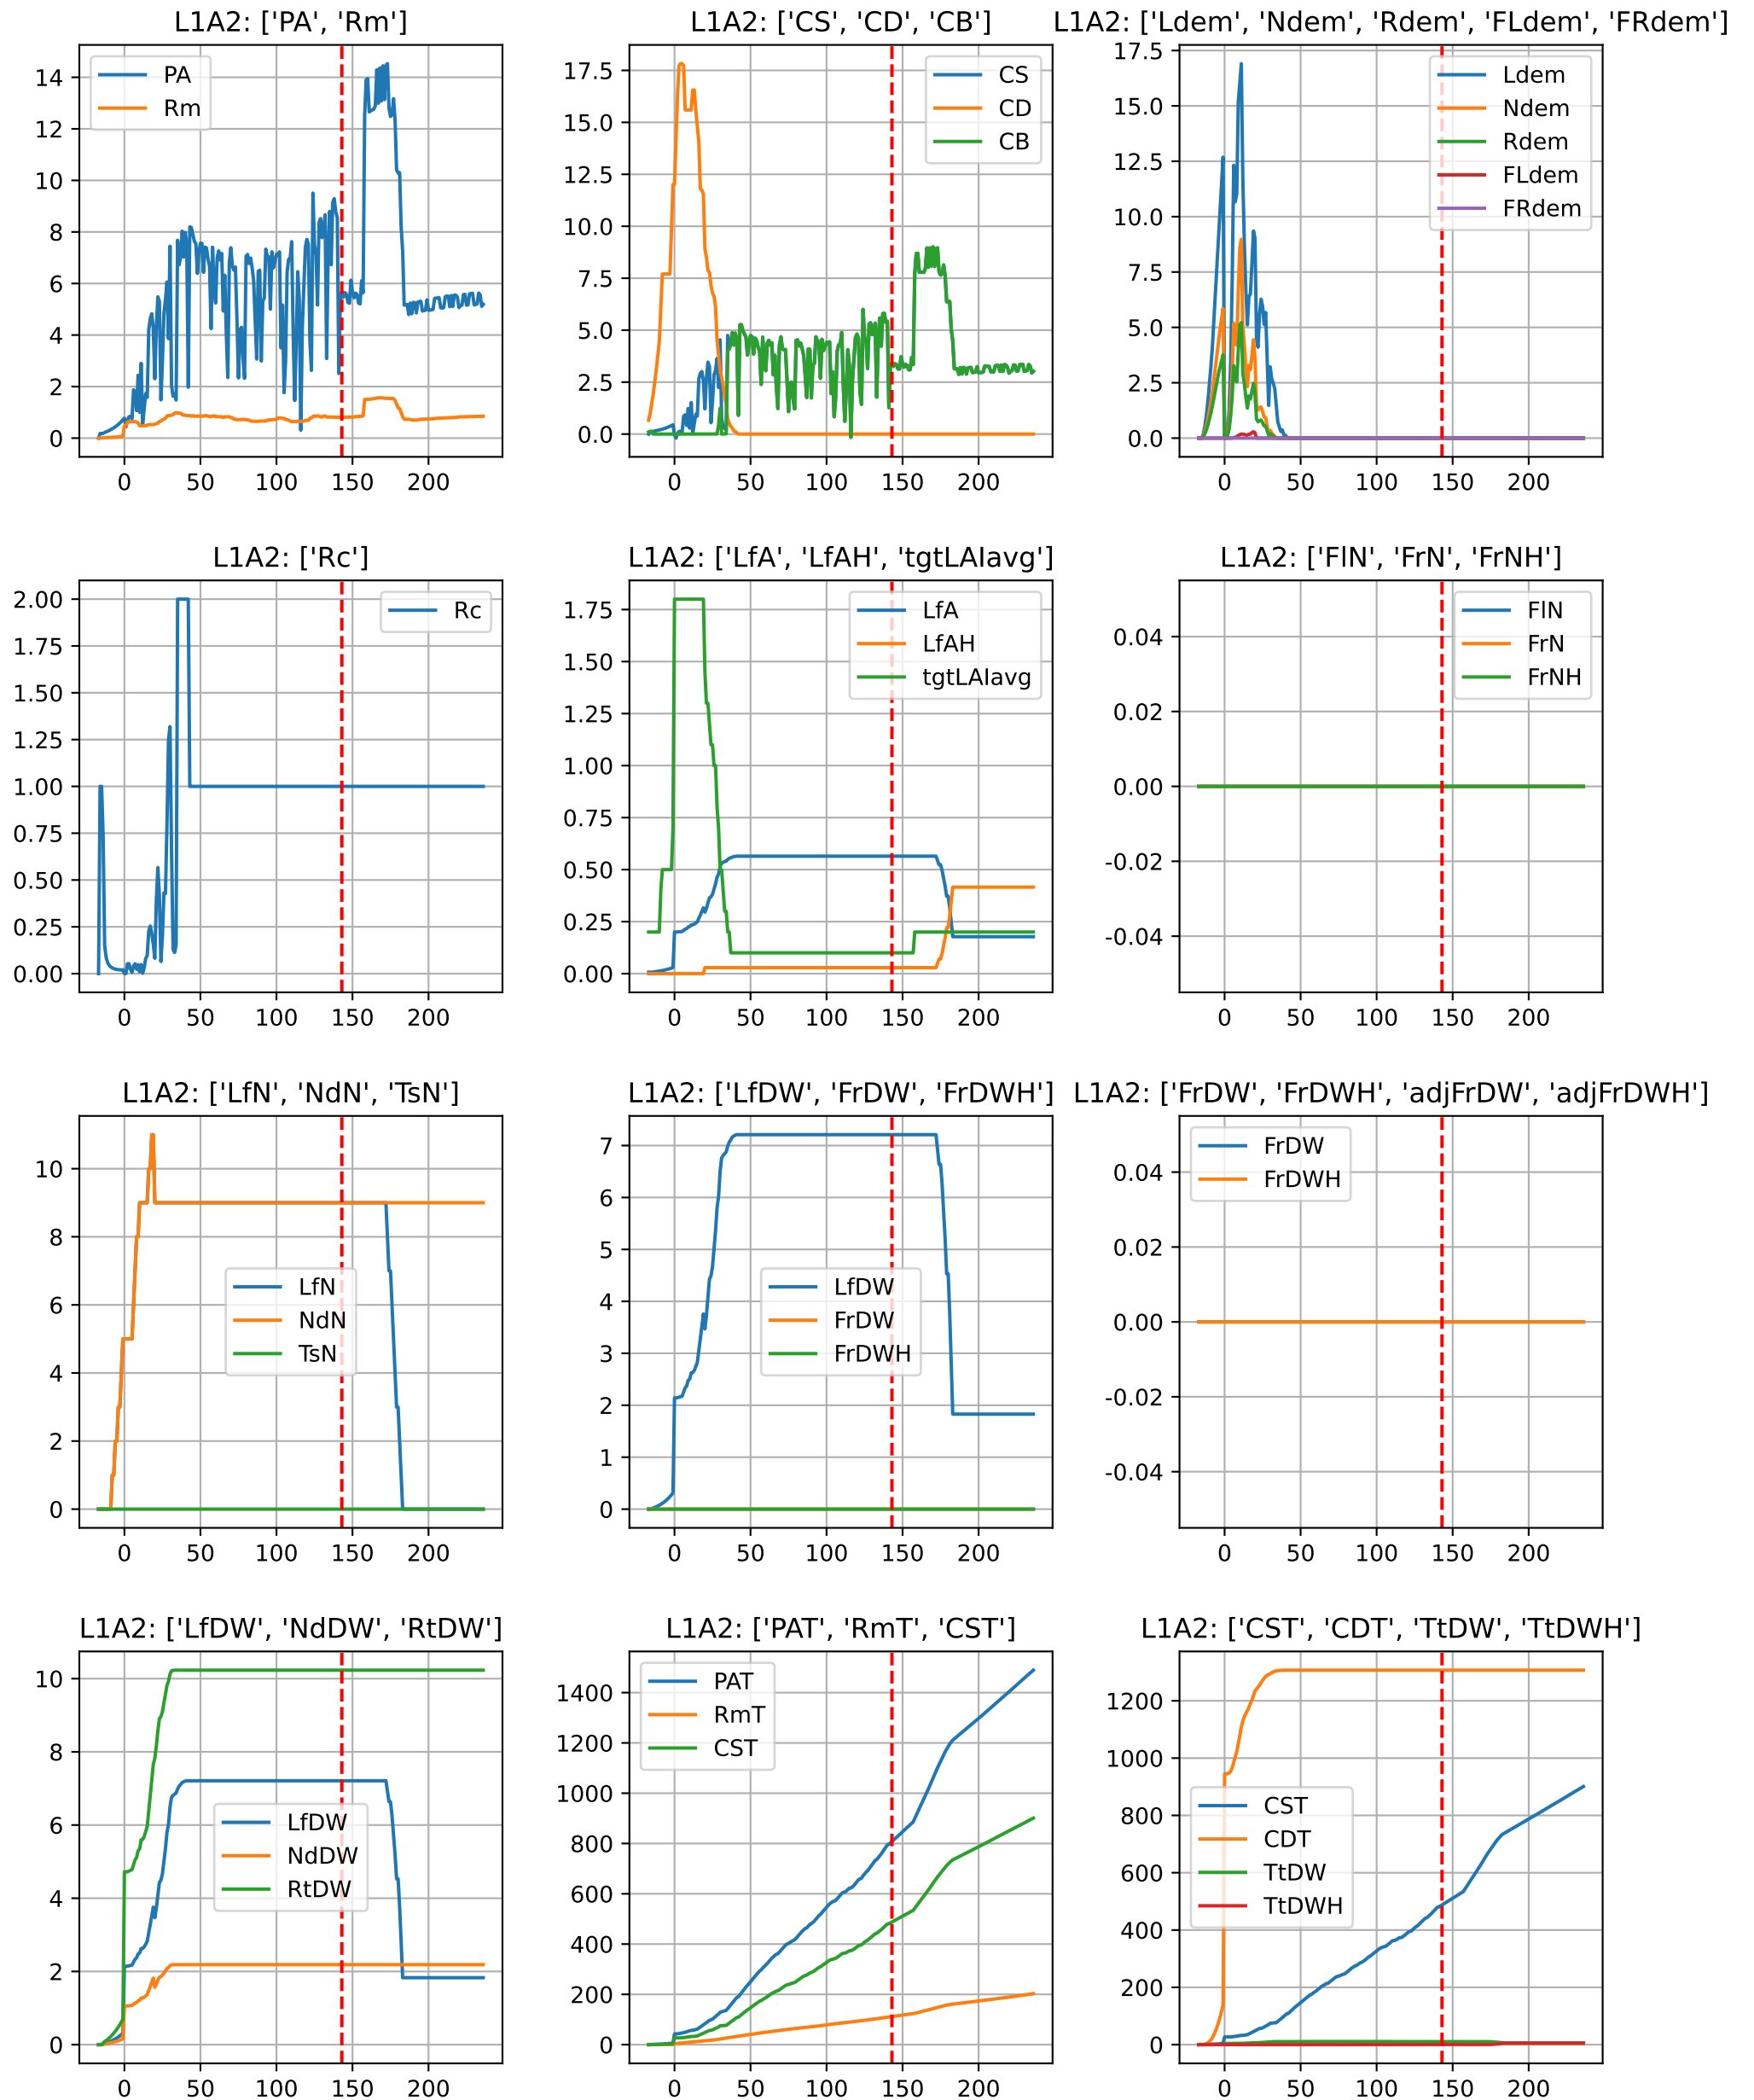 L1A2: ['PA', 'Rm']
PA
Rm
14
12
10
8
6
4
2
0
0 50 100 150 200
L1A2: ['CS', 'CD', 'CB']
CS
CD
CB
17.5
15.0
12.5
10.0
7.5
5.0
2.5
0.0
0 50 100 150 200
L1A2: ['Ldem', 'Ndem', 'Rdem', 'FLdem', 'FRdem']
Ldem
Ndem
Rdem
FLdem
FRdem
17.5
15.0
12.5
10.0
7.5
5.0
2.5
0.0
0 50 100 150 200
L1A2: ['Rc']
Rc
2.00
1.75
1.50
1.25
1.00
0.75
0.50
0.25
0.00
0 50 100 150 200
L1A2: ['LfA', 'LfAH', 'tgtLAIavg']
LfA
LfAH
tgtLAIavg
1.75
1.50
1.25
1.00
0.75
0.50
0.25
0.00
0 50 100 150 200
L1A2: ['FlN', 'FrN', 'FrNH']
FlN
FrN
FrNH
0.04
0.02
0.00
-0.02
-0.04
0 50 100 150 200
L1A2: ['LfN', 'NdN', 'TsN']
LfN
NdN
TsN
10
8
6
4
2
0
0 50 100 150 200
L1A2: ['LfDW', 'FrDW', 'FrDWH']
LfDW
FrDW
FrDWH
7
6
5
4
3
2
1
0
0 50 100 150 200
L1A2: ['FrDW', 'FrDWH', 'adjFrDW', 'adjFrDWH']
FrDW
FrDWH
0.04
0.02
0.00
-0.02
-0.04
0 50 100 150 200
L1A2: ['LfDW', 'NdDW', 'RtDW']
LfDW
NdDW
RtDW
10
8
6
4
2
0
0 50 100 150 200
L1A2: ['PAT', 'RmT', 'CST']
PAT
RmT
CST
1400
1200
1000
800
600
400
200
0
0 50 100 150 200
L1A2: ['CST', 'CDT', 'TtDW', 'TtDWH']
CST
CDT
TtDW
TtDWH
1200
1000
800
600
400
200
0
0 50 100 150 200